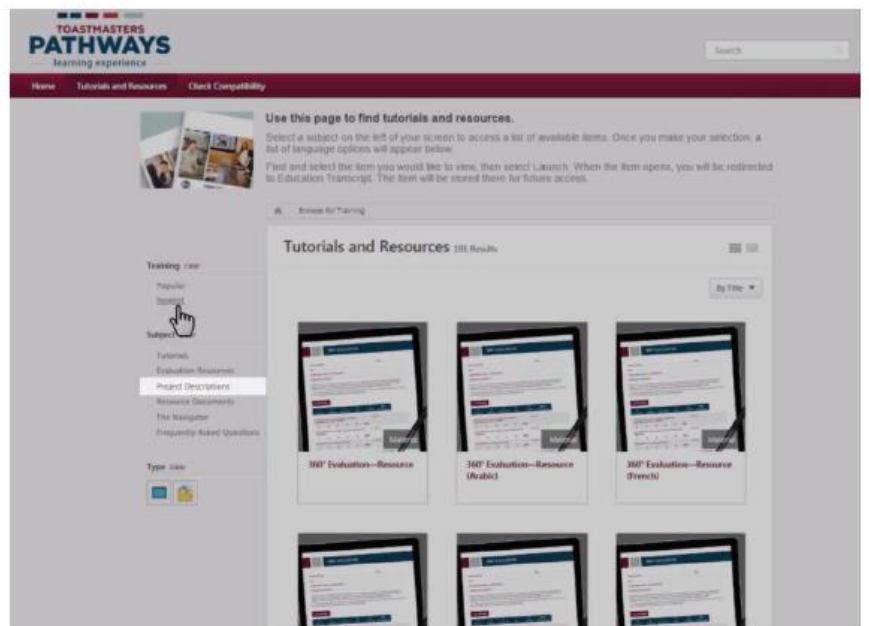 TOASTMASTERS
PATHWAYS
learning experience
Search
Home Tutorials and Resources Check Compatibility
Use this page to find tutorials and resources.
Select a subject on the left of your screen to access a list of available items. Once you make your selection, a
list of language options will appear below.
Find and select the item you would like to view, then select Launch. When the item opens, you will be redirected
to Education Transcript. The item will be stored there for future access.
Browse for Training
Tutorials and Resources Results
By Title
Training
Popular
Newest
Subject
Tutorials
Evaluation Resources
Project Descriptions
Resource Documents
The Navigator
Frequently Asked Questions
Type
Material
Material
Material
360° Evaluation—Resource
360° Evaluation—Resource
(Arabic)
360° Evaluation—Resource
(French)